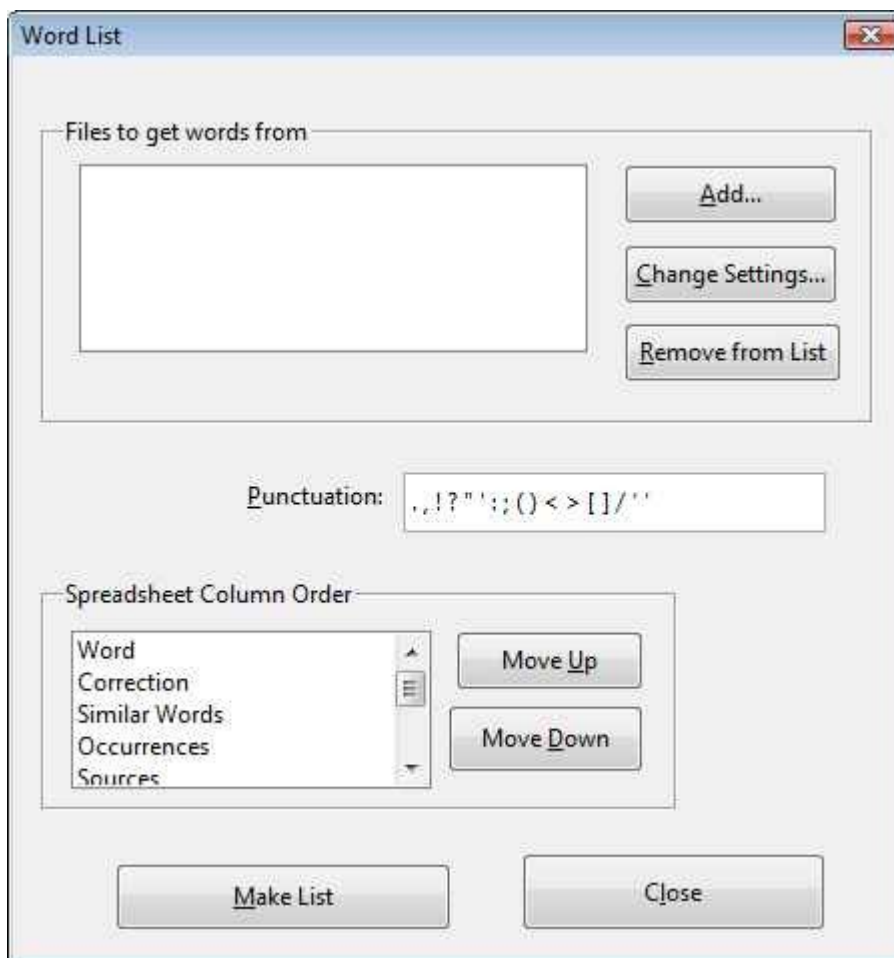 Word List
Files to get words from
Add...
Change Settings...
Remove from List
Punctuation:
.,!?"':;()<>[]/''
Spreadsheet Column Order
Word
Correction
Similar Words
Occurrences
Sources
Move Up
Move Down
Make List
Close